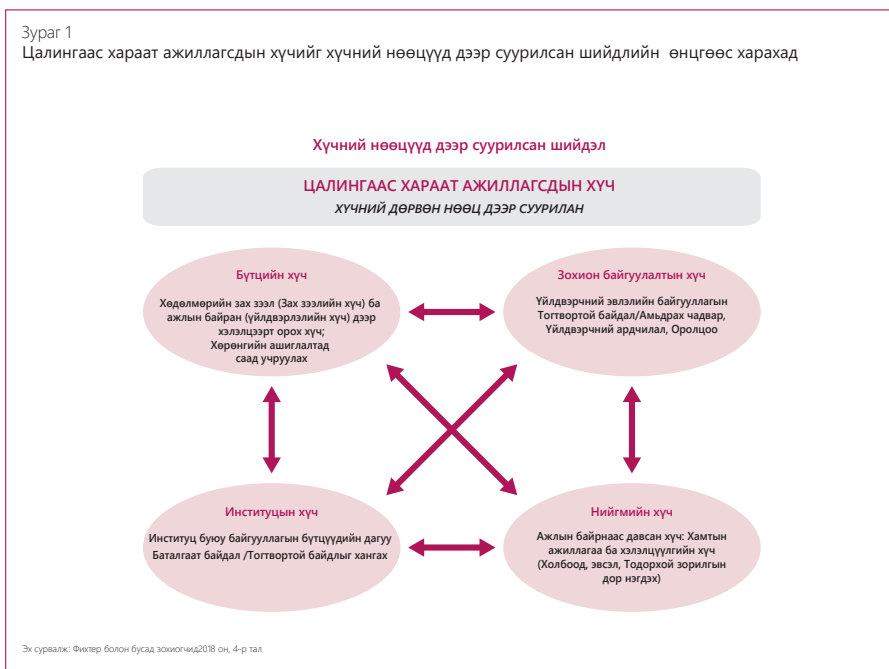 Зураг 1
Цалингаас хараат ажиллагсдын хүчийг хүчний нөөцүүд дээр суурилсан шийдлийн өнцгөөс харахад
Хүчний нөөцүүд дээр суурилсан шийдэл
ЦАЛИНГААС ХАРААТ АЖИЛЛАГСДЫН ХҮЧ
ХҮЧНИЙ ДӨРВӨН НӨӨЦ ДЭЭР СУУРИЛАН
Бүтцийн хүч
Хөдөлмөрийн зах зээл (Зах зээлийн хүч) ба
ажлын байран (үйлдвэрлэлийн хүч) дээр
хэлэлцээрт орох хүч;
Хөрөнгийн ашиглалтад
саад учруулах
Зохион байгуулалтын хүч
Үйлдвэрчний эвлэлийн байгууллагын
Тогтвортой байдал/Амьдрах чадвар,
Үйлдвэрчний ардчилал, Оролцоо
Институцын хүч
Институц буюу байгууллагын бүтцүүдийн дагуу
Баталгаат байдал /Тогтвортой байдлыг хангах
Нийгмийн хүч
Ажлын байрнаас давсан хүч: Хамтын
ажиллагаа ба хэлэлцүүлгийн хүч
(Холбоод, эвсэл, Тодорхой зорилгын
дор нэгдэх)
Эх сурвалж: Фихтер болон бусад зохиогчид2018 он, 4-р тал